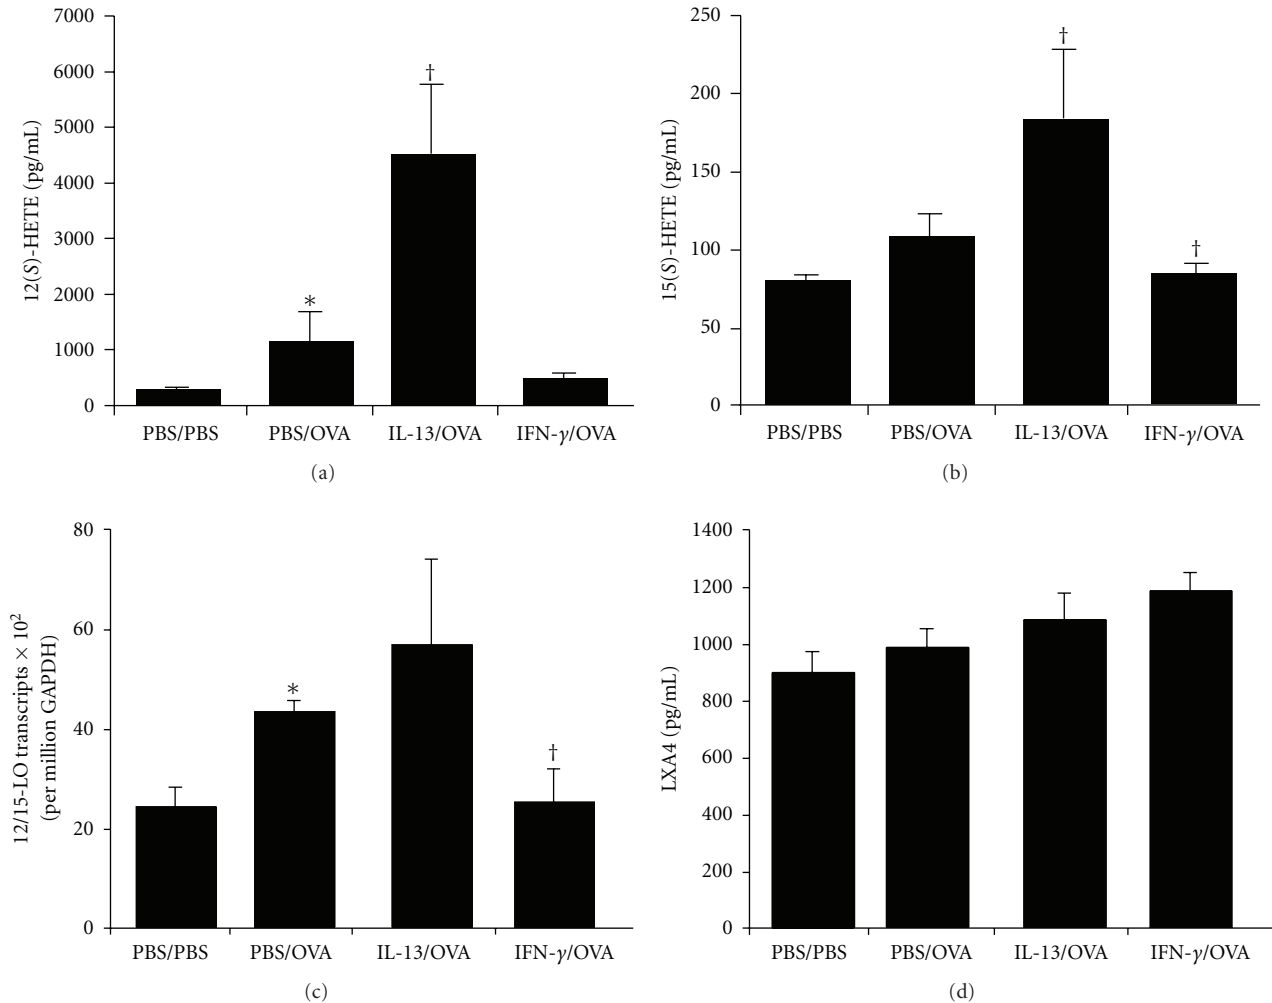 7000
6000
5000
4000
3000
2000
1000
0
12(S)-HETE (pg/mL)
*
†
PBS/PBS PBS/OVA IL-13/OVA IFN-γ/OVA
(a)
250
200
150
100
50
0
15(S)-HETE (pg/mL)
†
†
PBS/PBS PBS/OVA IL-13/OVA IFN-γ/OVA
(b)
80
60
40
20
0
12/15-LO transcripts × 10²
(per million GAPDH)
*
†
PBS/PBS PBS/OVA IL-13/OVA IFN-γ/OVA
(c)
1400
1200
1000
800
600
400
200
0
LXA4 (pg/mL)
PBS/PBS PBS/OVA IL-13/OVA IFN-γ/OVA
(d)